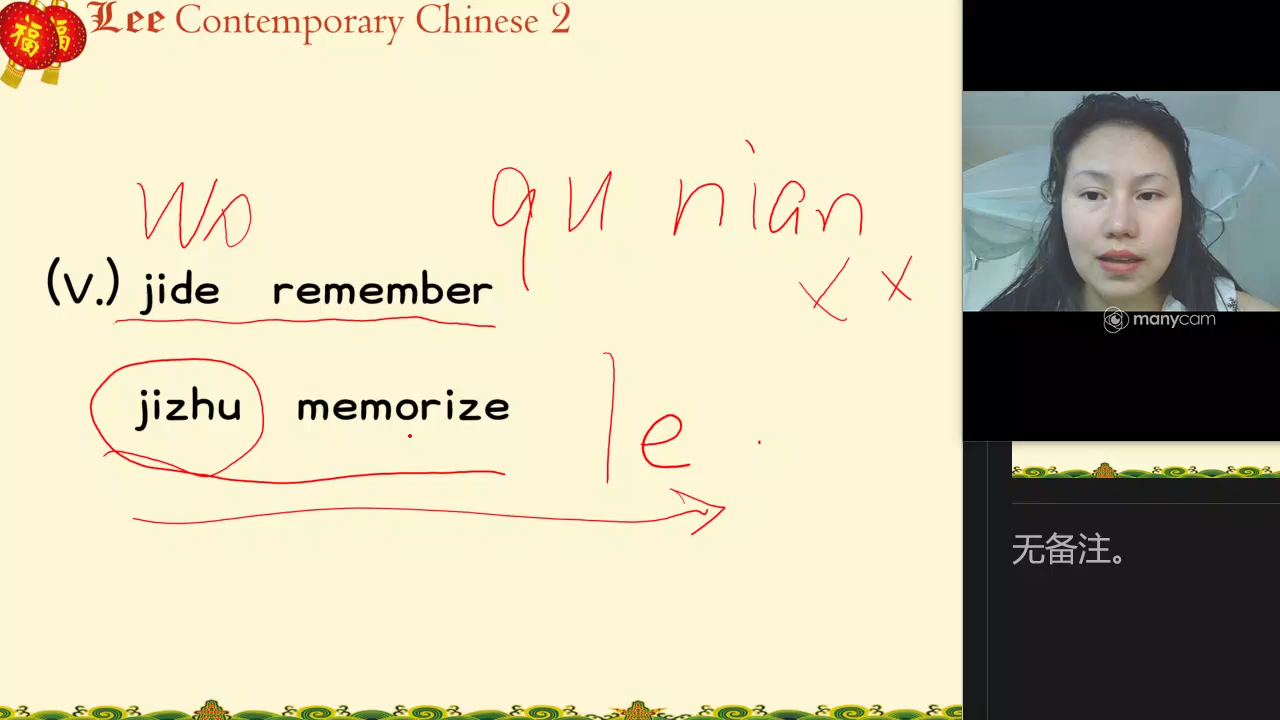 福 福
Lee Contemporary Chinese 2
wo qu nian
(v.) jide remember
x x
jizhu memorize le
manycam
无备注。